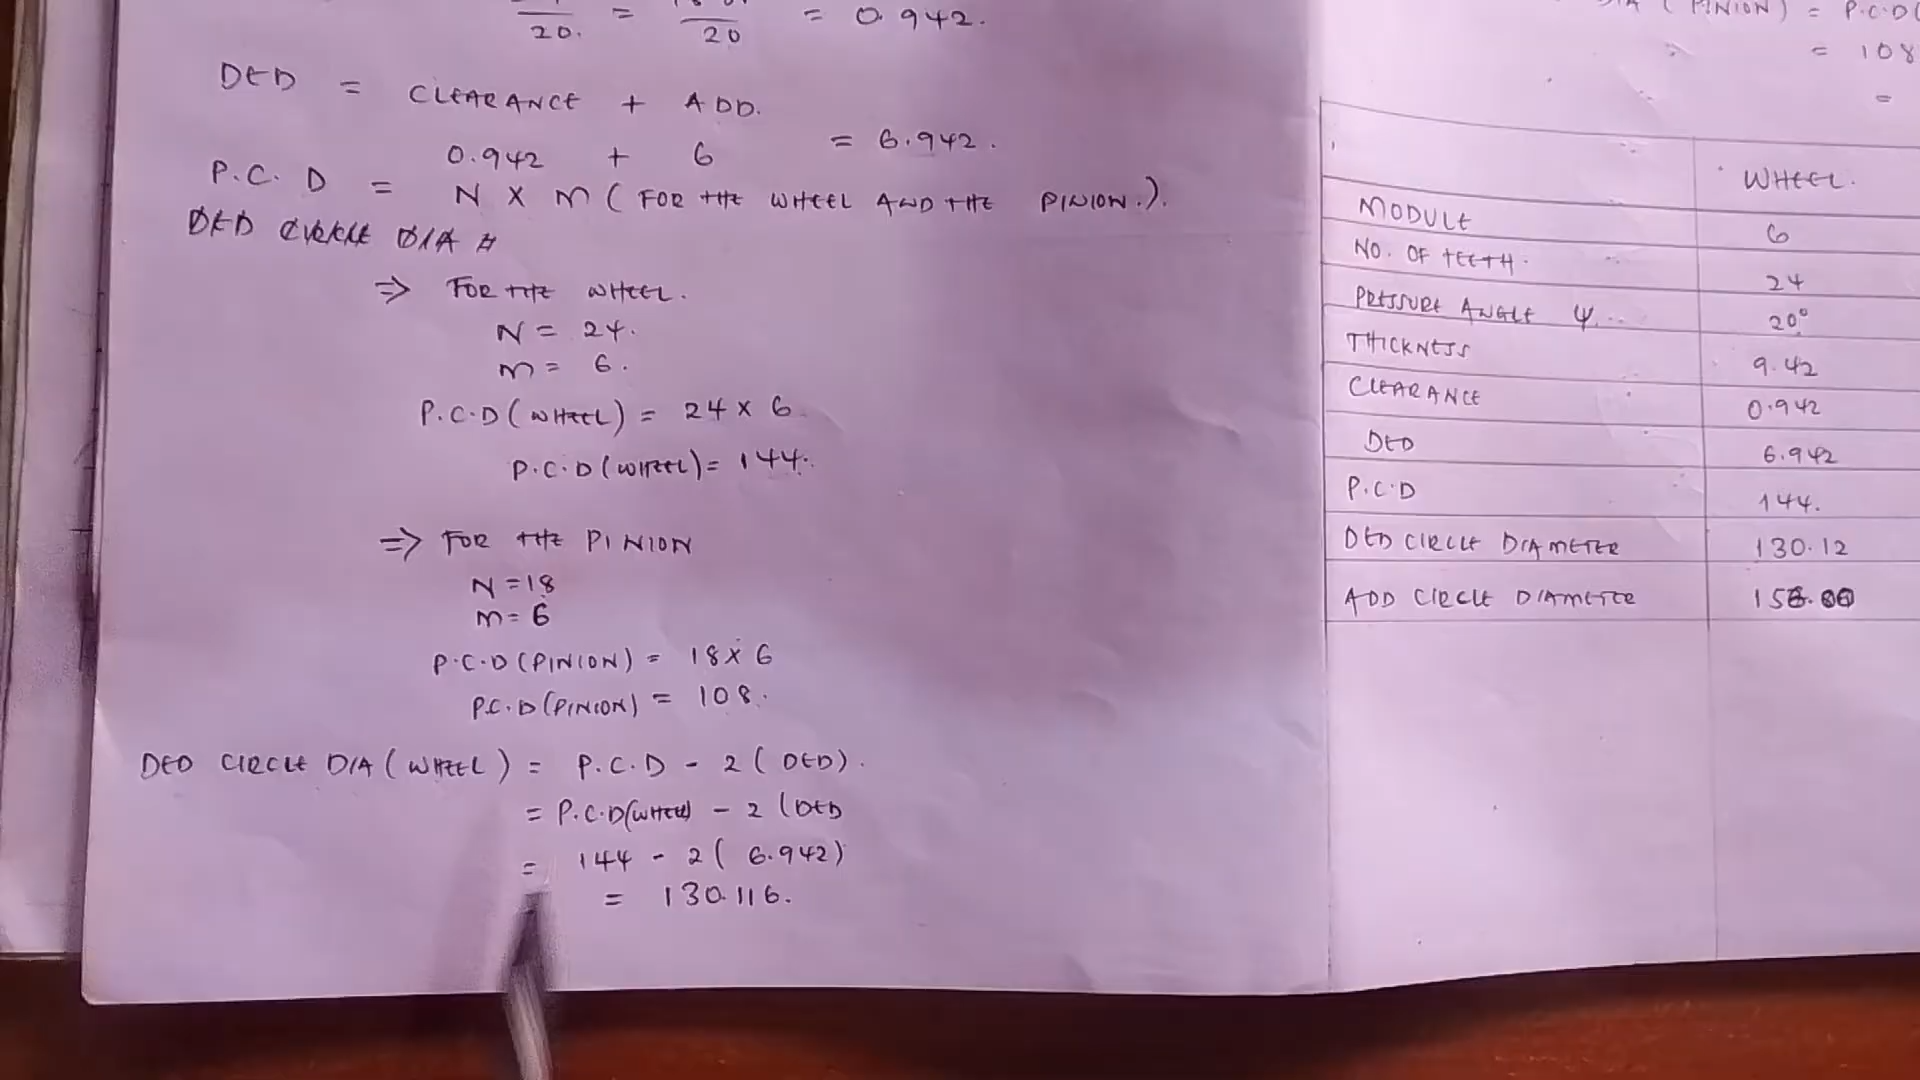 20. = 20 = 0.942.
DED = CLEARANCE + ADD.
0.942 + 6 = 6.942.
P.C.D = N X m (FOR THE WHEEL AND THE PINION.).
DED CIRCLE DIA =
⇒ FOR THE WHEEL.
N = 24.
m = 6.
P.C.D (WHEEL) = 24 X 6
P.C.D (WHEEL) = 144.
⇒ FOR THE PINION
N = 18
m = 6
P.C.D (PINION) = 18 X 6
P.C.D (PINION) = 108.
DED CIRCLE DIA (WHEEL) = P.C.D - 2 (DED).
= P.C.D (WHEEL) - 2 (DED
= 144 - 2 (6.942)
= 130.116.
(PINION) = P.C.D(
= 108
=
WHEEL.
MODULE 6
NO. OF TEETH. 24
PRESSURE ANGLE ψ 20°
THICKNESS 9.42
CLEARANCE 0.942
DED 6.942
P.C.D 144.
DED CIRCLE DIAMETER 130.12
ADD CIRCLE DIAMETER 156.00